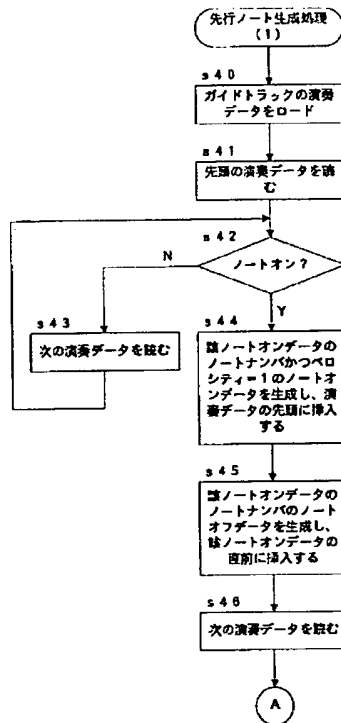 先行ノート生成処理
(1)
s40
ガイドトラックの演奏
データをロード
s41
先頭の演奏データを読
む
s42
ノートオン?
N
Y
s43
次の演奏データを読む
s44
該ノートオンデータの
ノートナンバかつベロ
シティ=1のノートオ
ンデータを生成し、演
奏データの先頭に挿入
する
s45
該ノートオンデータの
ノートナンバのノート
オフデータを生成し、
該ノートオンデータの
直前に挿入する
s46
次の演奏データを読む
A